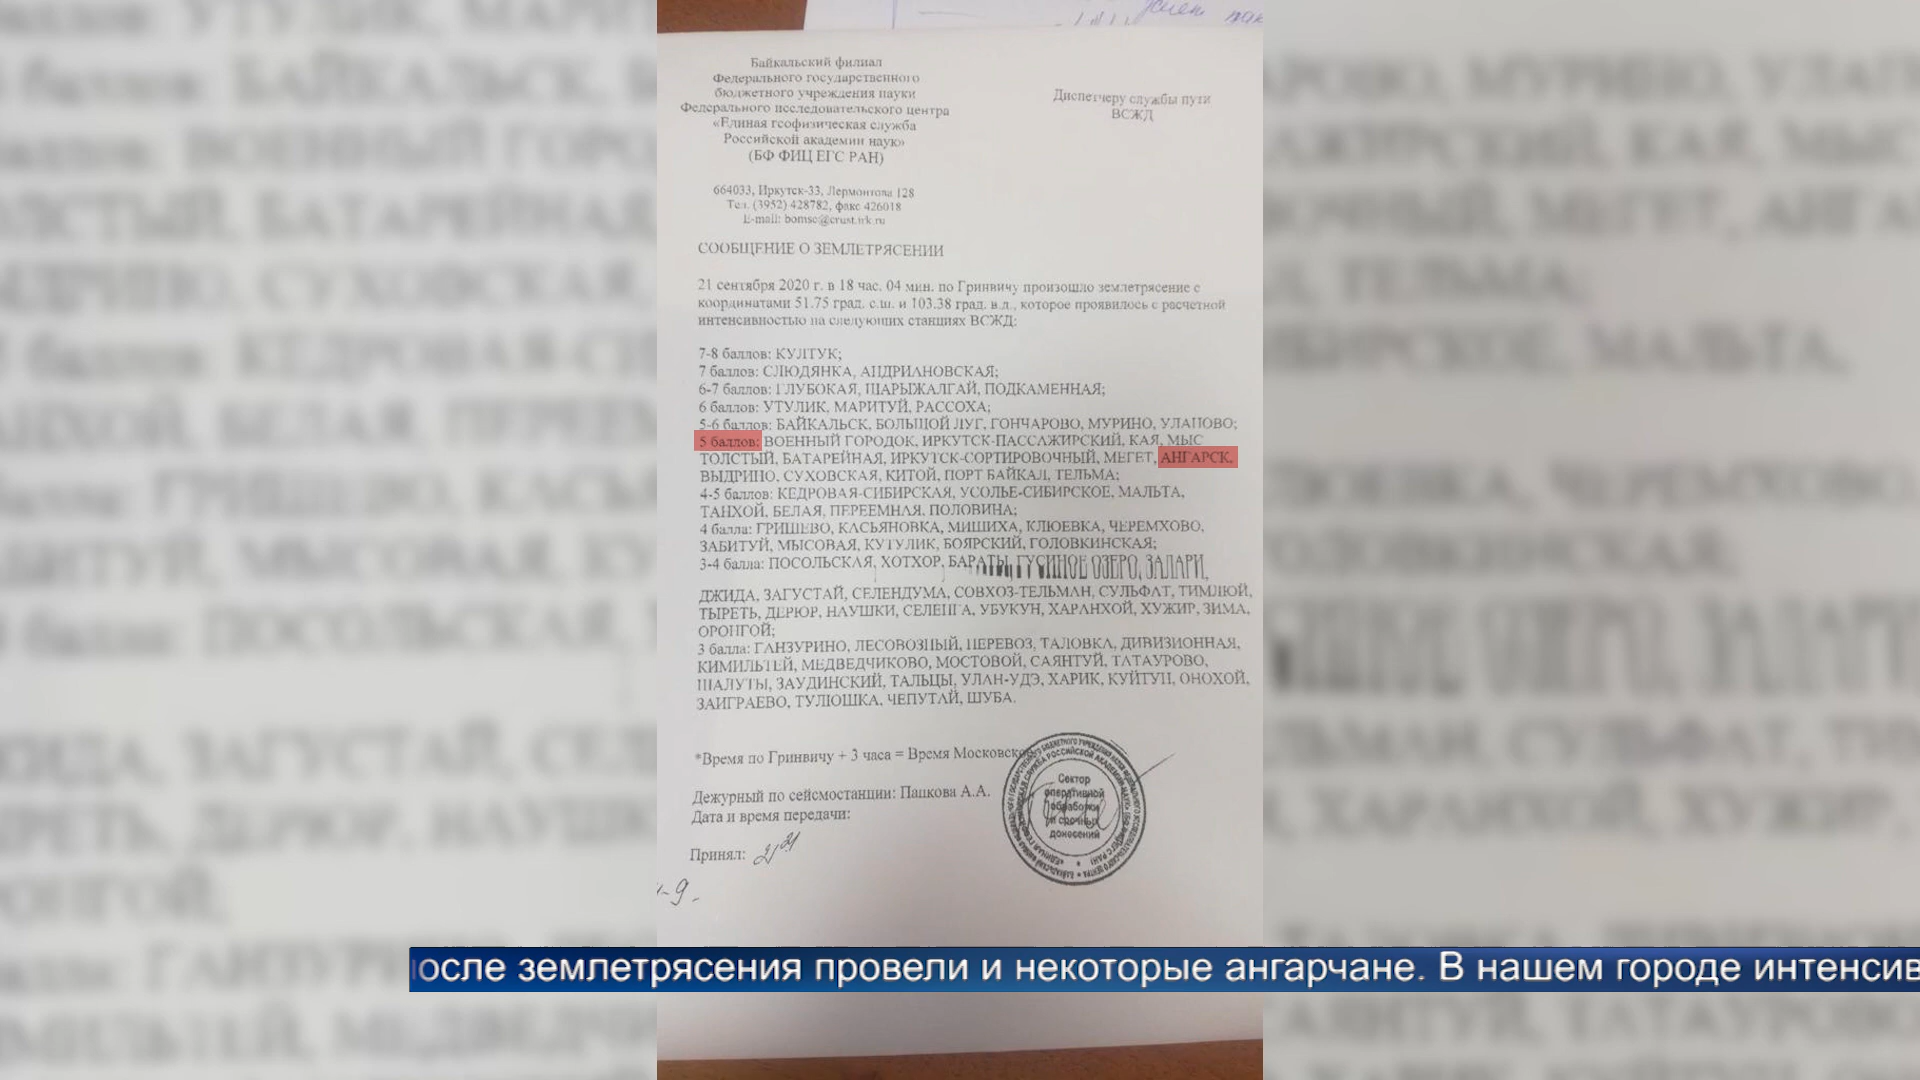 Байкальский филиал
Федерального государственного
бюджетного учреждения науки
Федерального исследовательского центра
«Единая геофизическая служба
Российской академии наук»
(БФ ФИЦ ЕГС РАН)
Диспетчеру службы пути
ВСЖД
664033, Иркутск-33, Лермонтова 128
Тел. (3952) 428782, факс 426018
E-mail: bomse@crust.irk.ru
СООБЩЕНИЕ О ЗЕМЛЕТРЯСЕНИИ
21 сентября 2020 г. в 18 час. 04 мин. по Гринвичу произошло землетрясение с
координатами 51.75 град. с.ш. и 103.38 град. в.д., которое проявилось с расчетной
интенсивностью на следующих станциях ВСЖД:
7-8 баллов: КУЛТУК;
7 баллов: СЛЮДЯНКА, АНДРИАНОВСКАЯ;
6-7 баллов: ГЛУБОКАЯ, ШАРЫЖАЛГАЙ, ПОДКАМЕННАЯ;
6 баллов: УТУЛИК, МАРИТУЙ, РАССОХА;
5-6 баллов: БАЙКАЛЬСК, БОЛЬШОЙ ЛУГ, ГОНЧАРОВО, МУРИНО, УЛАНОВО;
5 баллов: ВОЕННЫЙ ГОРОДОК, ИРКУТСК-ПАССАЖИРСКИЙ, КАЯ, МЫС
ТОЛСТЫЙ, БАТАРЕЙНАЯ, ИРКУТСК-СОРТИРОВОЧНЫЙ, МЕГЕТ, АНГАРСК,
ВЫДРИНО, СУХОВСКАЯ, КИТОЙ, ПОРТ БАЙКАЛ, ТЕЛЬМА;
4-5 баллов: КЕДРОВАЯ-СИБИРСКАЯ, УСОЛЬЕ-СИБИРСКОЕ, МАЛЬТА,
ТАНХОЙ, БЕЛАЯ, ПЕРЕЕМНАЯ, ПОЛОВИНА;
4 балла: ГРИШЕВО, КАСЬЯНОВКА, МИШИХА, КЛЮЕВКА, ЧЕРЕМХОВО,
ЗАБИТУЙ, МЫСОВАЯ, КУТУЛИК, БОЯРСКИЙ, ГОЛОВКИНСКАЯ;
3-4 балла: ПОСОЛЬСКАЯ, ХОТХОР, БАРАТЫ, ГУСИНОЕ ОЗЕРО, ЗАЛАРИ,
ДЖИДА, ЗАГУСТАЙ, СЕЛЕНДУМА, СОВХОЗ-ТЕЛЬМАН, СУЛЬФАТ, ТИМЛЮЙ,
ТЫРЕТЬ, ДЕРЮР, НАУШКИ, СЕЛЕНГА, УБУКУН, ХАРАНХОЙ, ХУЖИР, ЗИМА,
ОРОНГОЙ;
3 балла: ГАНЗУРИНО, ЛЕСОВОЗНЫЙ, ПЕРЕВОЗ, ТАЛОВКА, ДИВИЗИОННАЯ,
КИМИЛЬТЕЙ, МЕДВЕДЧИКОВО, МОСТОВОЙ, САЯНТУЙ, ТАТАУРОВО,
ШАЛУТЫ, ЗАУДИНСКИЙ, ТАЛЬЦЫ, УЛАН-УДЭ, ХАРИК, КУЙТУН, ОНОХОЙ,
ЗАИГРАЕВО, ТУЛЮШКА, ЧЕПУТАЙ, ШУБА.
*Время по Гринвичу + 3 часа = Время Московско
Дежурный по сейсмостанции: Папкова А.А.
Дата и время передачи:
Принял:
Сектор
оперативной
обработки
и срочных
донесений
осле землетрясения провели и некоторые ангарчане. В нашем городе интенсив